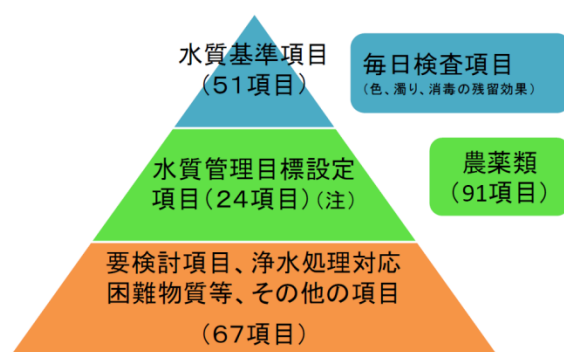 水質基準項目
(51項目)
毎日検査項目
(色、濁り、消毒の残留効果)
水質管理目標設定
項目(24項目)(注)
農薬類
(91項目)
要検討項目、浄水処理対応
困難物質等、その他の項目
(67項目)